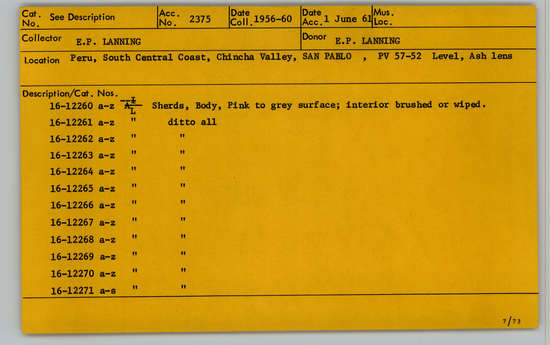 Cat. No. See Description Acc. No. 2375 Date Coll. 1956-60 Date Acc. 1 June 61 Mus. Loc.
Collector E.P. LANNING Donor E.P. LANNING
Location Peru, South Central Coast, Chincha Valley, SAN PABLO , PV 57-52 Level, Ash lens
Description/Cat. Nos.
16-12260 a-z Sherds, Body, Pink to grey surface; interior brushed or wiped.
16-12261 a-z " ditto all
16-12262 a-z " "
16-12263 a-z " "
16-12264 a-z " "
16-12265 a-z " "
16-12266 a-z " "
16-12267 a-z " "
16-12268 a-z " "
16-12269 a-z " "
16-12270 a-z " "
16-12271 a-s " "
7/73